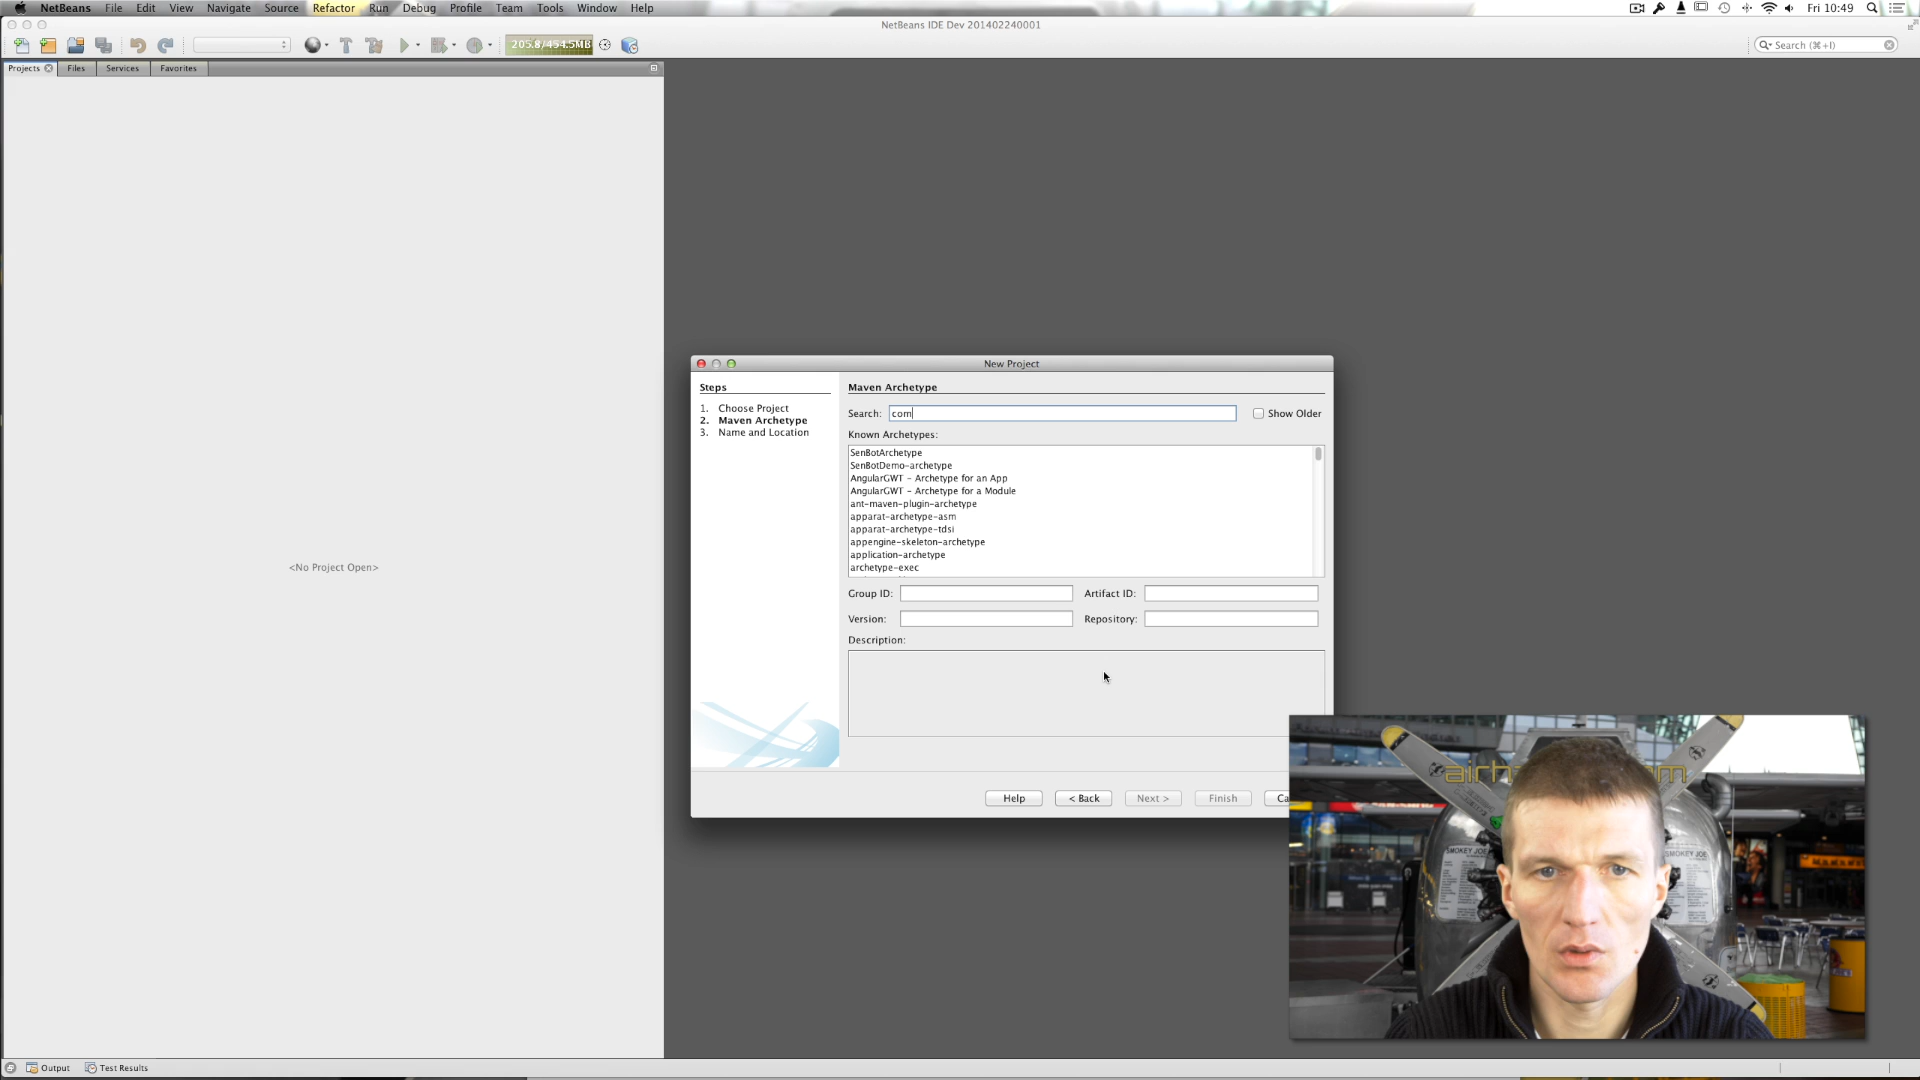 NetBeans File Edit View Navigate Source Refactor Run Debug Profile Team Tools Window Help
Fri 10:49
NetBeans IDE Dev 201402240001
205.8/454.5MB
Search (⌘+I)
Projects Files Services Favorites
<No Project Open>
New Project
Steps
1. Choose Project
2. Maven Archetype
3. Name and Location
Maven Archetype
Search: com
Show Older
Known Archetypes:
SenBotArchetype
SenBotDemo-archetype
AngularGWT - Archetype for an App
AngularGWT - Archetype for a Module
ant-maven-plugin-archetype
apparat-archetype-asm
apparat-archetype-tdsi
appengine-skeleton-archetype
application-archetype
archetype-exec
Group ID:
Artifact ID:
Version:
Repository:
Description:
Help < Back Next > Finish Ca
SMOKEY JOE
SMOKEY JOE
Output Test Results